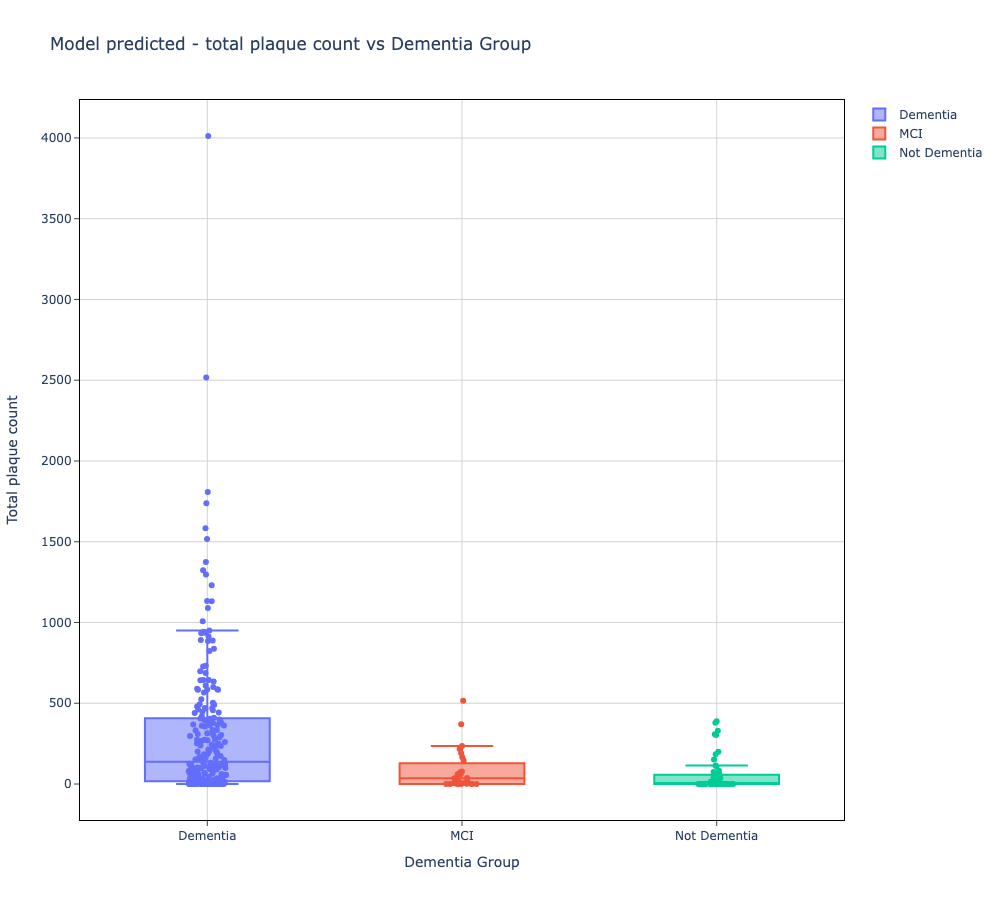 Model predicted - total plaque count vs Dementia Group
Dementia
MCI
Not Dementia
4000
3500
3000
2500
2000
1500
1000
500
0
Total plaque count
Dementia
MCI
Not Dementia
Dementia Group